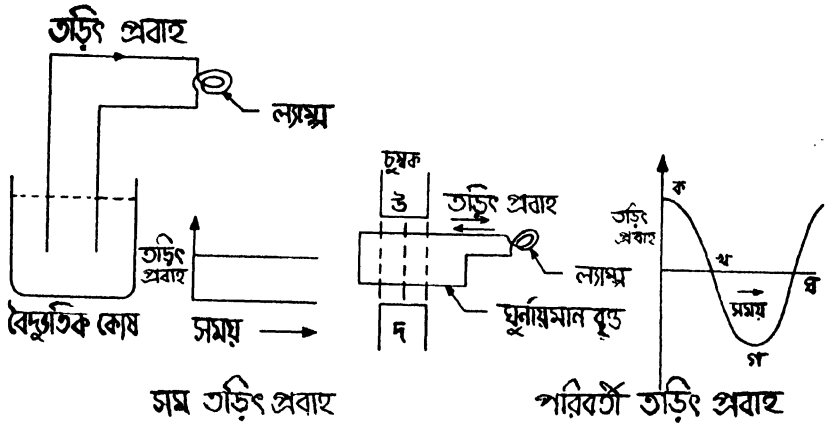 তড়িৎ প্রবাহ
ল্যাম্প
বৈদ্যুতিক কোষ
তড়িৎ
প্রবাহ
সময়
সম তড়িৎ প্রবাহ
চুম্বক
উ
তড়িৎ প্রবাহ
ল্যাম্প
ঘুর্নায়মান বৃত্ত
দ
তড়িৎ
প্রবাহ
ক
খ
সময়
গ
ঘ
পরিবর্তী তড়িৎ প্রবাহ